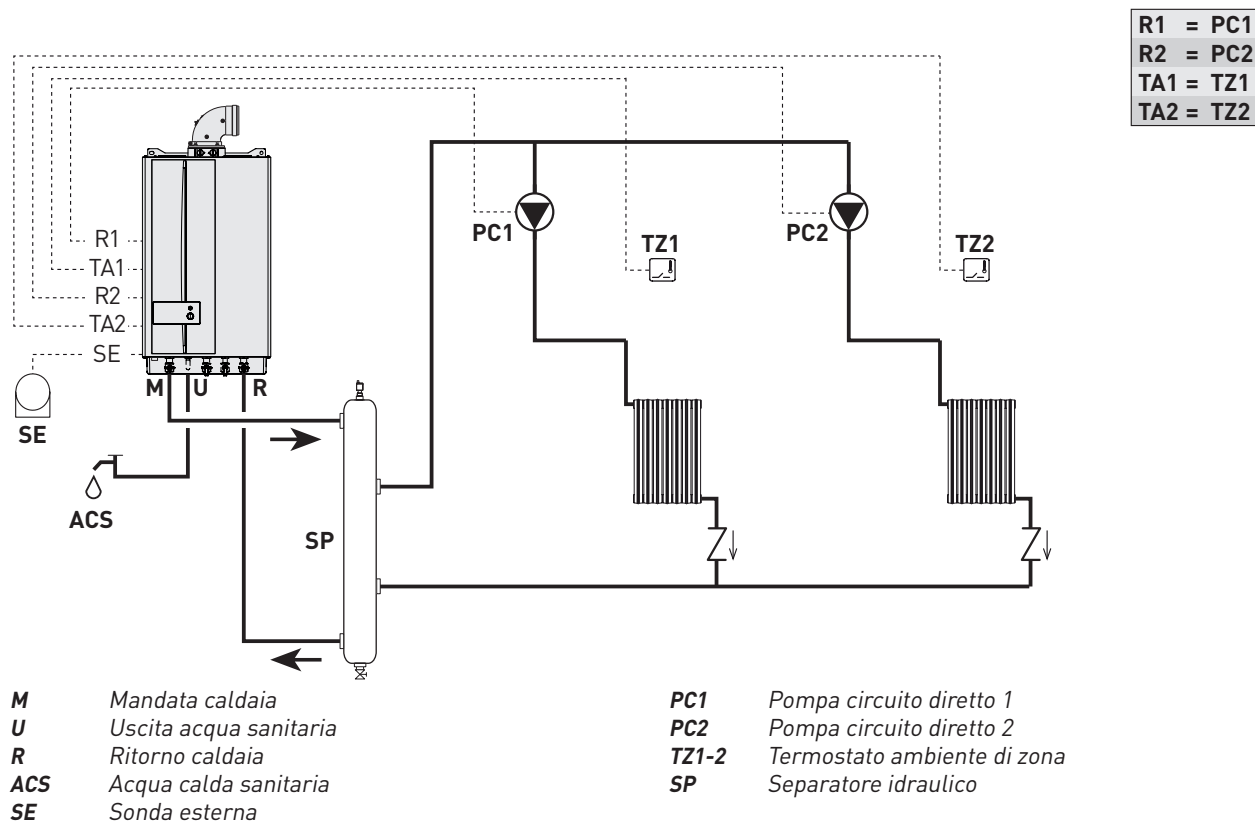 R1 = PC1
R2 = PC2
TA1 = TZ1
TA2 = TZ2
PC1
TZ1
PC2
TZ2
R1
TA1
R2
TA2
SE
M
U
R
SE
ACS
SP
M Mandata caldaia
U Uscita acqua sanitaria
R Ritorno caldaia
ACS Acqua calda sanitaria
SE Sonda esterna
PC1 Pompa circuito diretto 1
PC2 Pompa circuito diretto 2
TZ1-2 Termostato ambiente di zona
SP Separatore idraulico